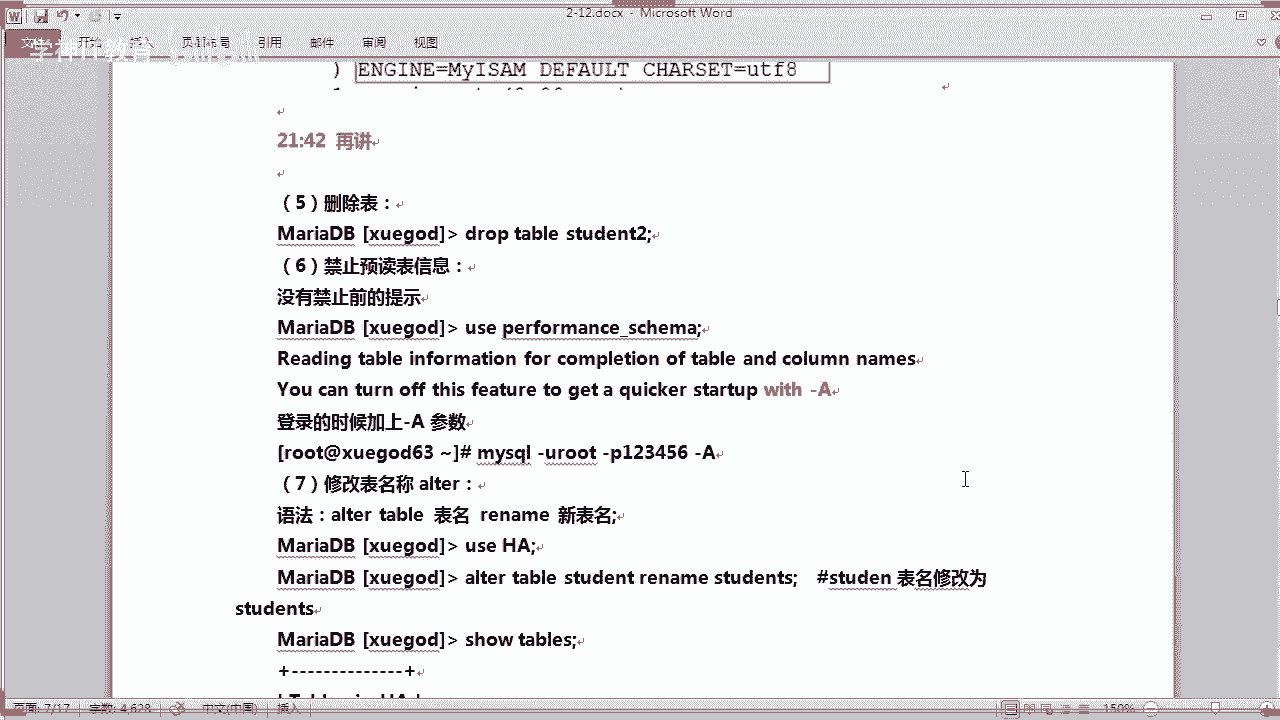 2-12.docx - Microsoft Word
文件 开始 插入 页面布局 引用 邮件 审阅 视图
) ENGINE=MyISAM DEFAULT CHARSET=utf8
21:42 再讲
（5）删除表：
MariaDB [xuegod]> drop table student2;
（6）禁止预读表信息：
没有禁止前的提示
MariaDB [xuegod]> use performance_schema;
Reading table information for completion of table and column names
You can turn off this feature to get a quicker startup with -A
登录的时候加上-A 参数
[root@xuegod63 ~]# mysql -uroot -p123456 -A
（7）修改表名称 alter：
语法：alter table 表名 rename 新表名;
MariaDB [xuegod]> use HA;
MariaDB [xuegod]> alter table student rename students; #studen 表名修改为
students
MariaDB [xuegod]> show tables;
+--------------+
页面: 7/17 字数: 4,628 中文(中国) 插入 150%